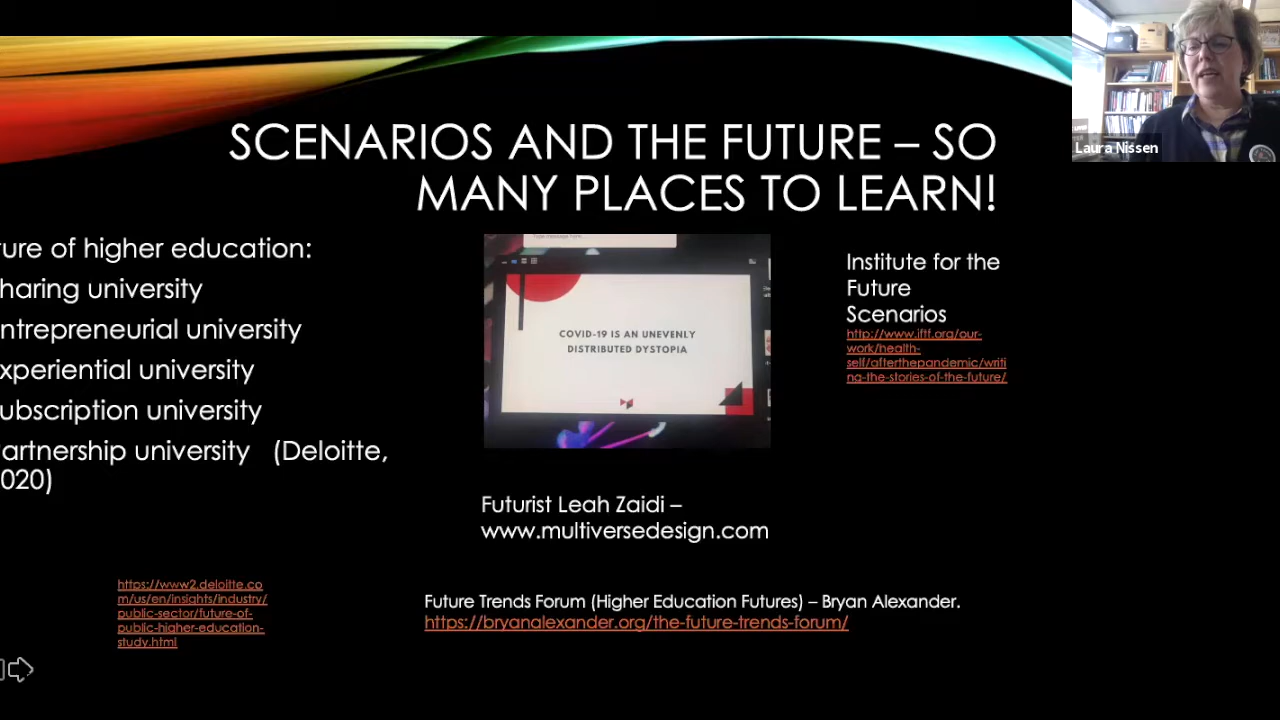 SCENARIOS AND THE FUTURE – SO
MANY PLACES TO LEARN!
Laura Nissen
ture of higher education:
haring university
ntrepreneurial university
xperiential university
ubscription university
artnership university (Deloitte,
020)
COVID-19 IS AN UNEVENLY
DISTRIBUTED DYSTOPIA
Institute for the
Future
Scenarios
http://www.iftf.org/our-
work/health-
self/afterthepandemic/writi
ng-the-stories-of-the-future/
Futurist Leah Zaidi –
www.multiversedesign.com
https://www2.deloitte.co
m/us/en/insights/industry/
public-sector/future-of-
public-higher-education-
study.html
Future Trends Forum (Higher Education Futures) – Bryan Alexander.
https://bryanalexander.org/the-future-trends-forum/